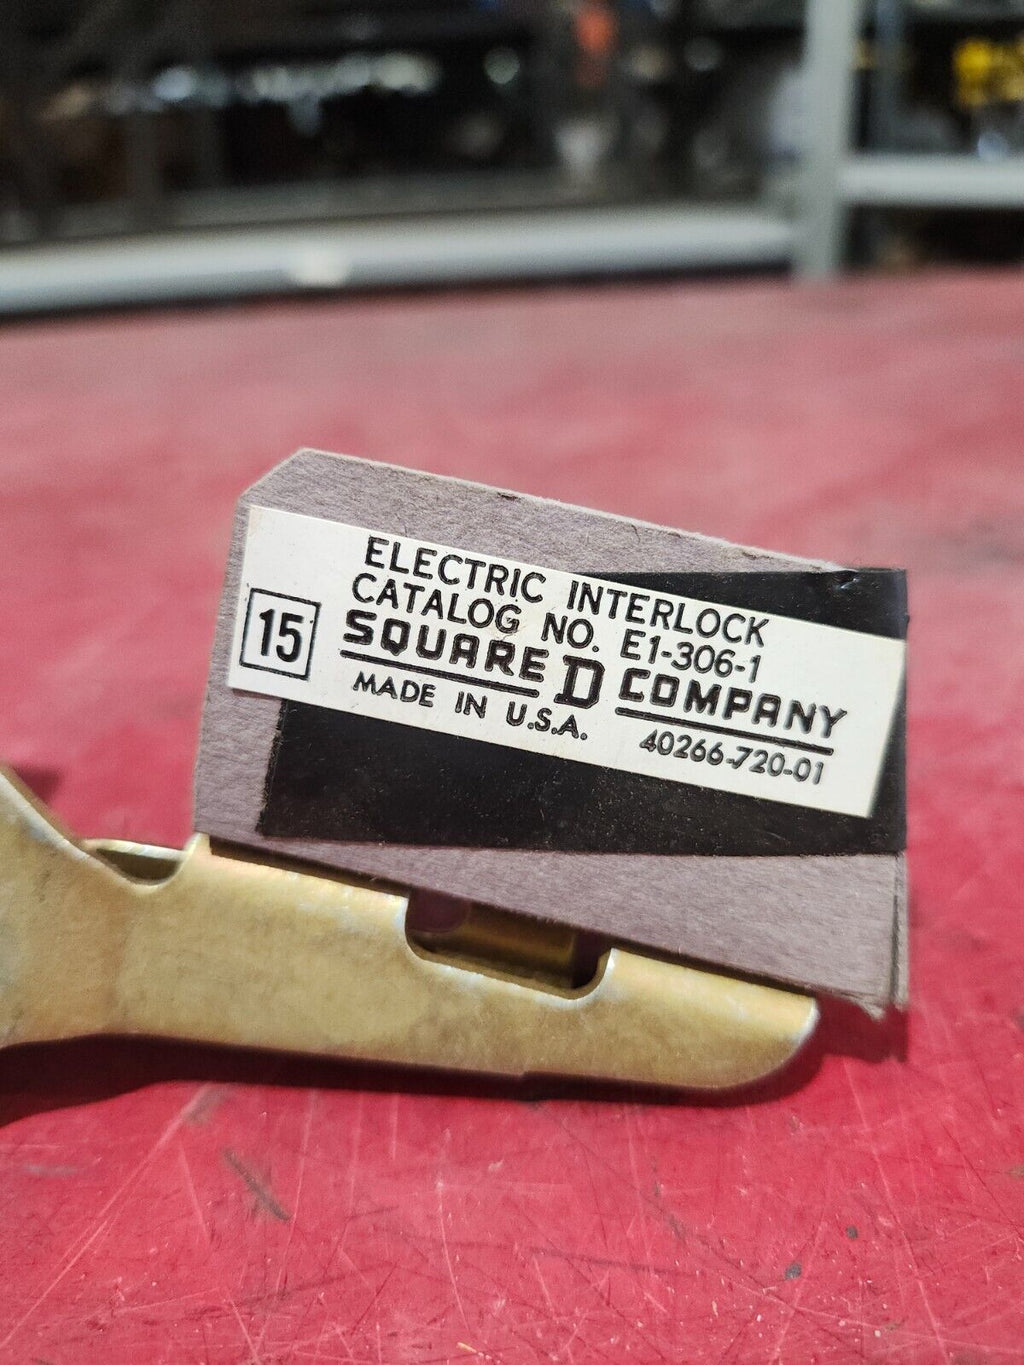 15
ELECTRIC INTERLOCK
CATALOG NO. E1-306-1
SQUARE D COMPANY
MADE IN U.S.A. 40266-720-01